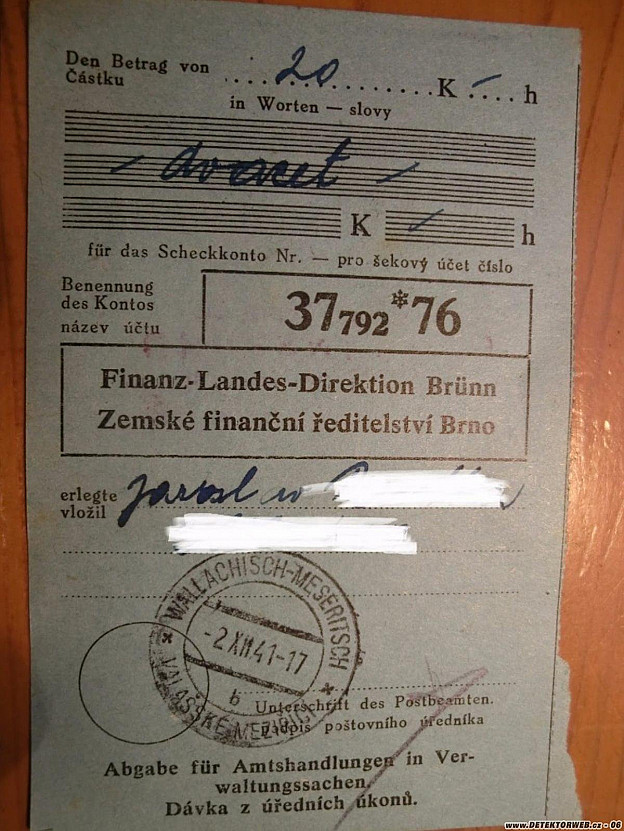 Den Betrag von
Částku
20 K — h
in Worten — slovy
— dvacet —
K — h
für das Scheckkonto Nr. — pro šekový účet číslo
Benennung
des Kontos
název účtu
37792*76
Finanz-Landes-Direktion Brünn
Zemské finanční ředitelství Brno
erlegte
vložil
WALLACHISCH-MESERITSCH
-2.XII.41-17
b
VALAŠSKÉ MEZIŘÍČÍ
Unterschrift des Postbeamten.
Podpis poštovního úředníka
Abgabe für Amtshandlungen in Ver-
waltungssachen.
Dávka z úředních úkonů.
www.DETEKTORWEB.cz - 06